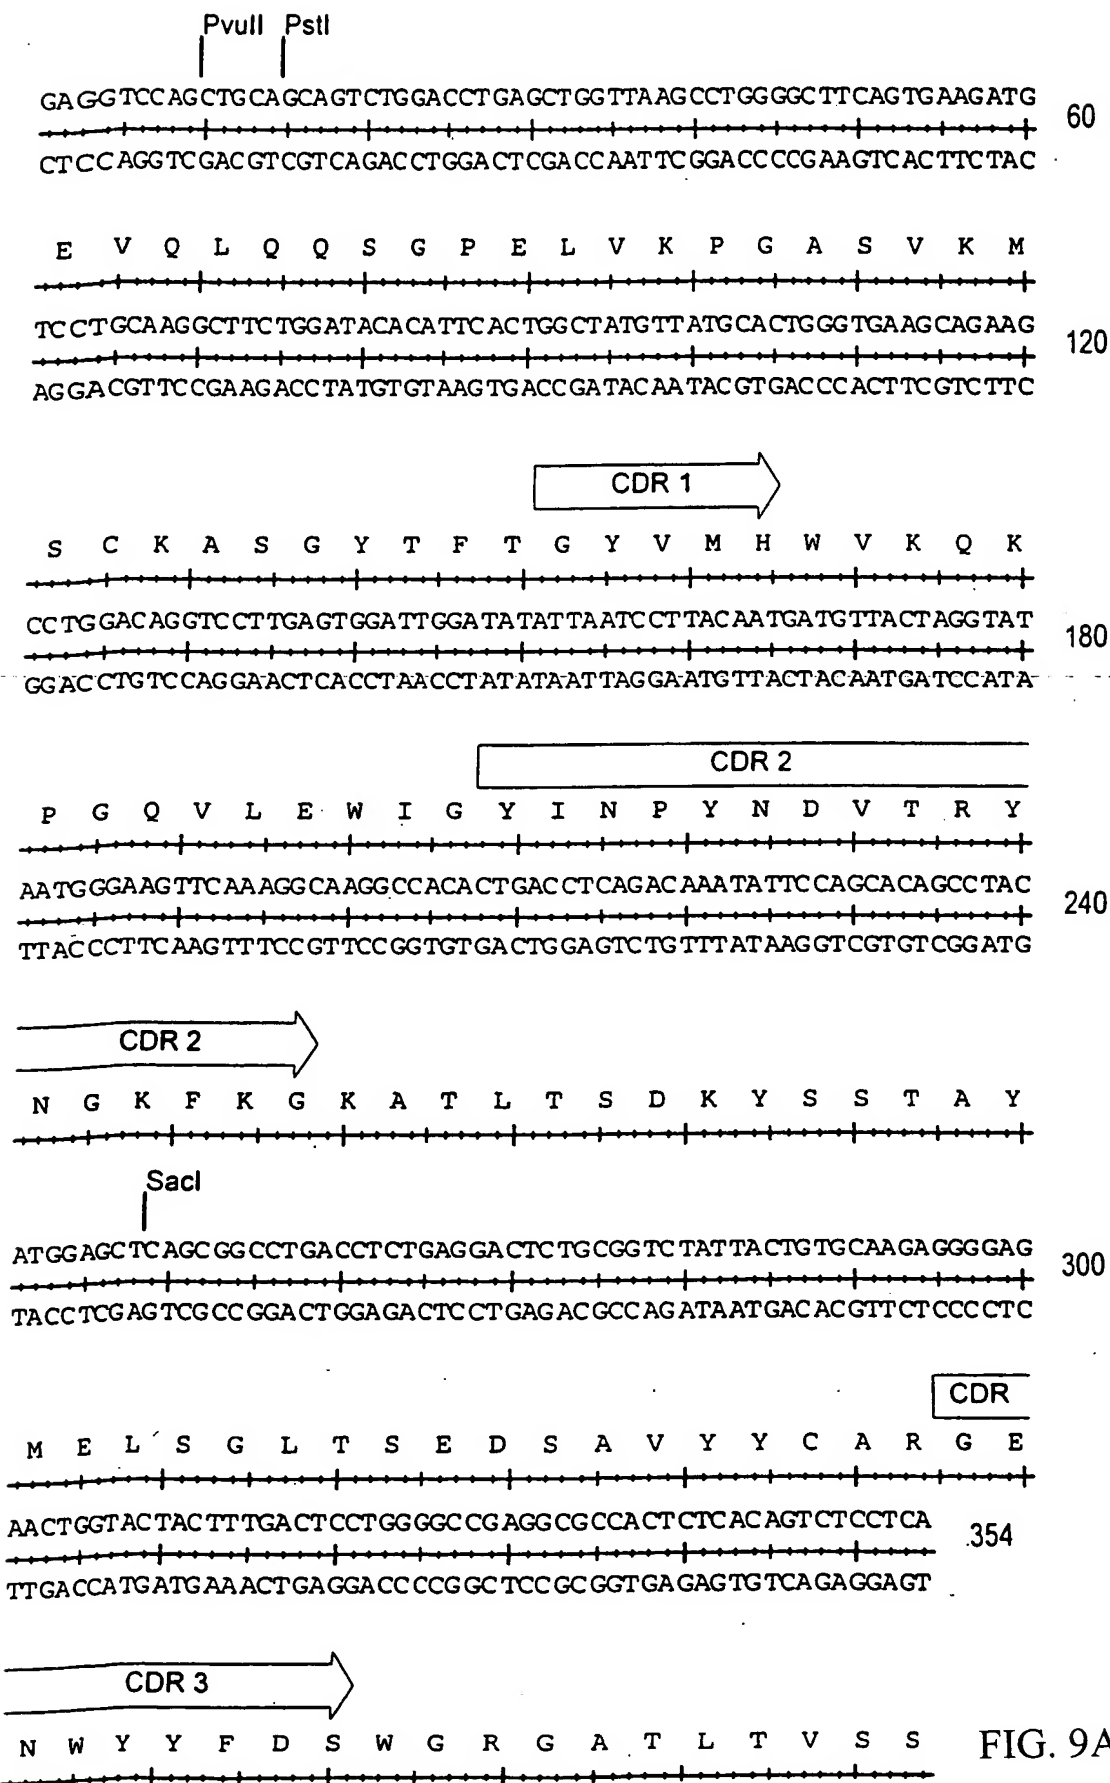 PvuII PstI
GAGGTCCAGCTGCAGCAGTCTGGACCTGAGCTGGTTAAGCCTGGGGCTTCAGTGAAGATG 60
CTCCAGGTCGACGTCGTCAGACCTGGACTCGACCAATTCGGACCCCGAAGTCACTTCTAC
E V Q L Q Q S G P E L V K P G A S V K M
TCCTGCAAGGCTTCTGGATACACATTCACTGGCTATGTTATGCACTGGGTGAAGCAGAAG 120
AGGACGTTCCGAAGACCTATGTGTAAGTGACCGATACAATACGTGACCCACTTCGTCTTC
CDR 1
S C K A S G Y T F T G Y V M H W V K Q K
CCTGGACAGGTCCTTGAGTGGATTGGATATATTAATCCTTACAATGATGTTACTAGGTAT 180
GGACCTGTCCAGGAACTCACCTAACCTATATAATTAGGAATGTTACTACAATGATCCATA
CDR 2
P G Q V L E W I G Y I N P Y N D V T R Y
AATGGGAAGTTCAAAGGCAAGGCCACACTGACCTCAGACAAATATTCCAGCACAGCCTAC 240
TTACCCTTCAAGTTTCCGTTCCGGTGTGACTGGAGTCTGTTTATAAGGTCGTGTCGGATG
CDR 2
N G K F K G K A T L T S D K Y S S T A Y
SacI
ATGGAGCTCAGCGGCCTGACCTCTGAGGACTCTGCGGTCTATTACTGTGCAAGAGGGGAG 300
TACCTCGAGTCGCCGGACTGGAGACTCCTGAGACGCCAGATAATGACACGTTCTCCCCTC
CDR
M E L S G L T S E D S A V Y Y C A R G E
AACTGGTACTACTTTGACTCCTGGGGCCGAGGCGCCACTCTCACAGTCTCCTCA 354
TTGACCATGATGAAACTGAGGACCCCGGCTCCGCGGTGAGAGTGTCAGAGGAGT
CDR 3
N W Y Y F D S W G R G A T L T V S S
FIG. 9A